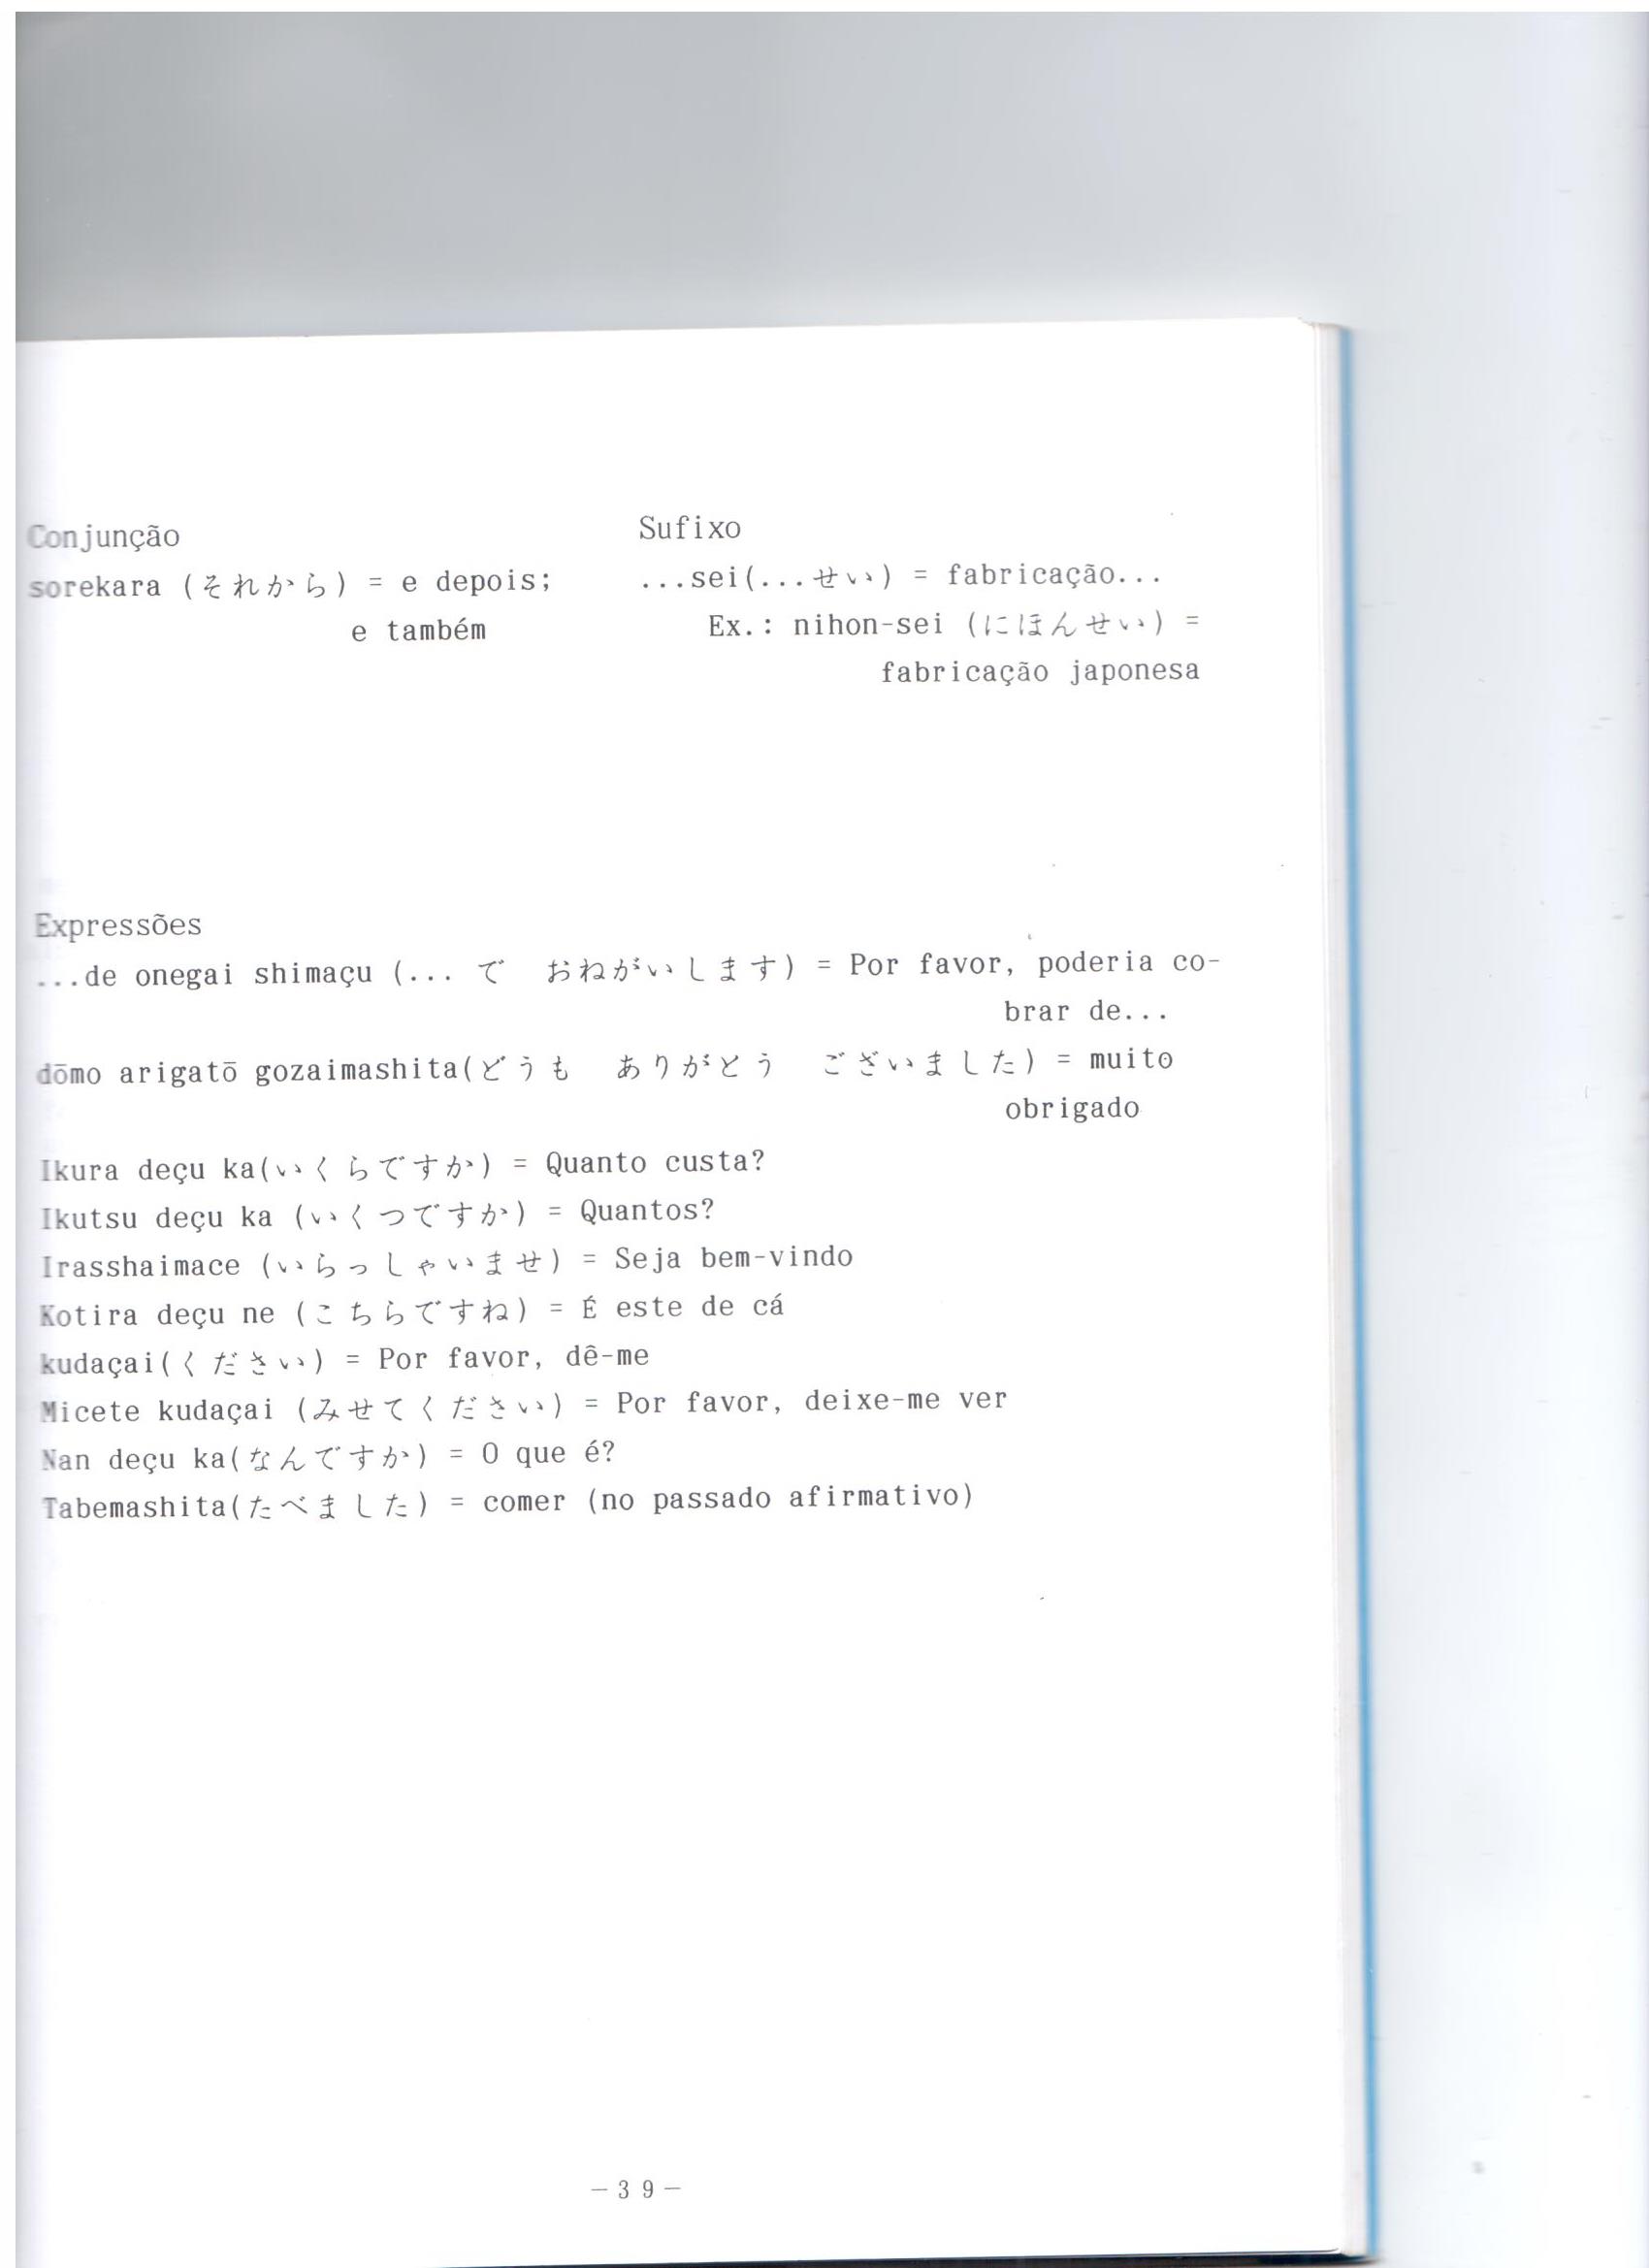 Conjunção
sorekara (それから) = e depois;
e também
Sufixo
...sei(...せい) = fabricação...
Ex.: nihon-sei (にほんせい) =
fabricação japonesa
Expressões
...de onegai shimaçu (... で　おねがいします) = Por favor, poderia co-
brar de...
dōmo arigatō gozaimashita(どうも　ありがとう　ございました) = muito
obrigado
Ikura deçu ka(いくらですか) = Quanto custa?
Ikutsu deçu ka (いくつですか) = Quantos?
Irasshaimace (いらっしゃいませ) = Seja bem-vindo
Kotira deçu ne (こちらですね) = É este de cá
kudaçai(ください) = Por favor, dê-me
Micete kudaçai (みせてください) = Por favor, deixe-me ver
Nan deçu ka(なんですか) = O que é?
Tabemashita(たべました) = comer (no passado afirmativo)
－39－